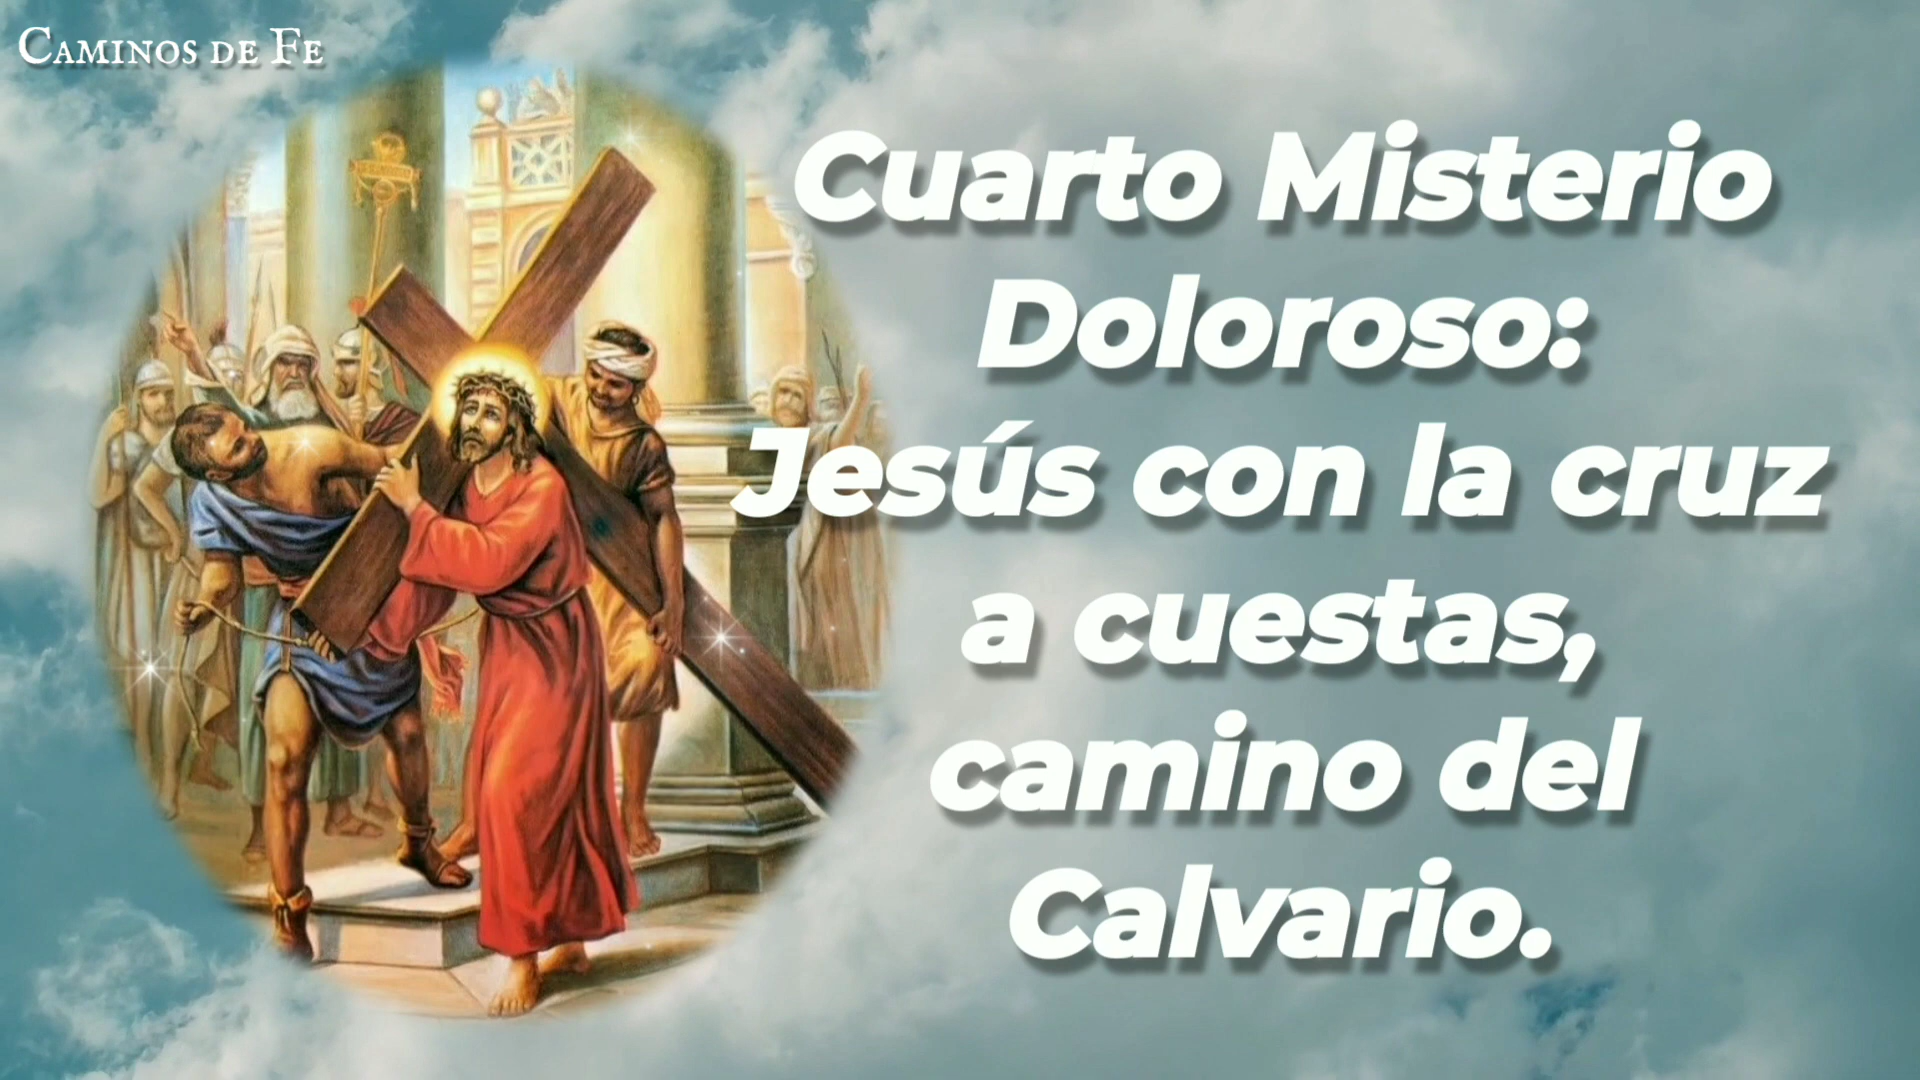 Caminos de Fe
Cuarto Misterio
Doloroso:
Jesús con la cruz
a cuestas,
camino del
Calvario.